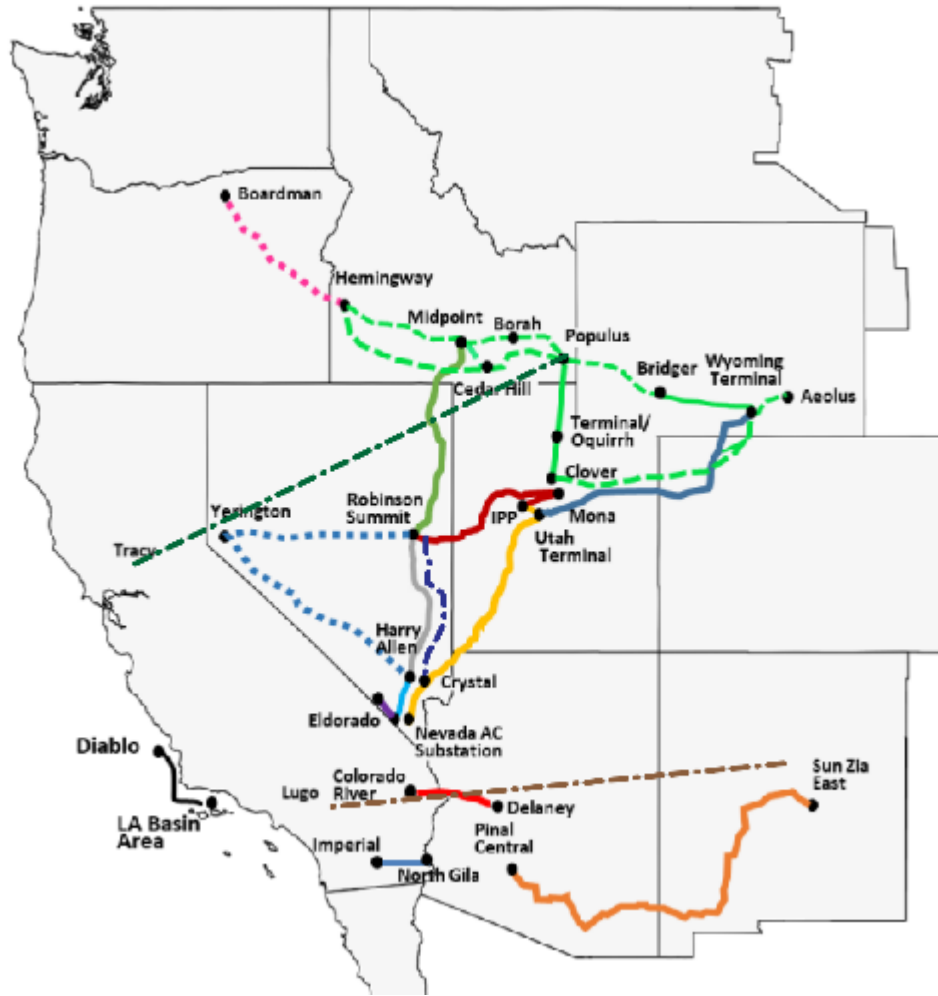 Boardman
Hemingway
Midpoint
Borah
Populus
Bridger
Wyoming
Terminal
Aeolus
Cedar Hill
Terminal/
Oquirrh
Clover
Robinson
Summit
IPP
Mona
Utah
Terminal
Yerington
Tracy
Harry
Allen
Crystal
Eldorado
Nevada AC
Substation
Diablo
LA Basin
Area
Lugo
Colorado
River
Delaney
Sun Zia
East
Pinal
Central
Imperial
North Gila